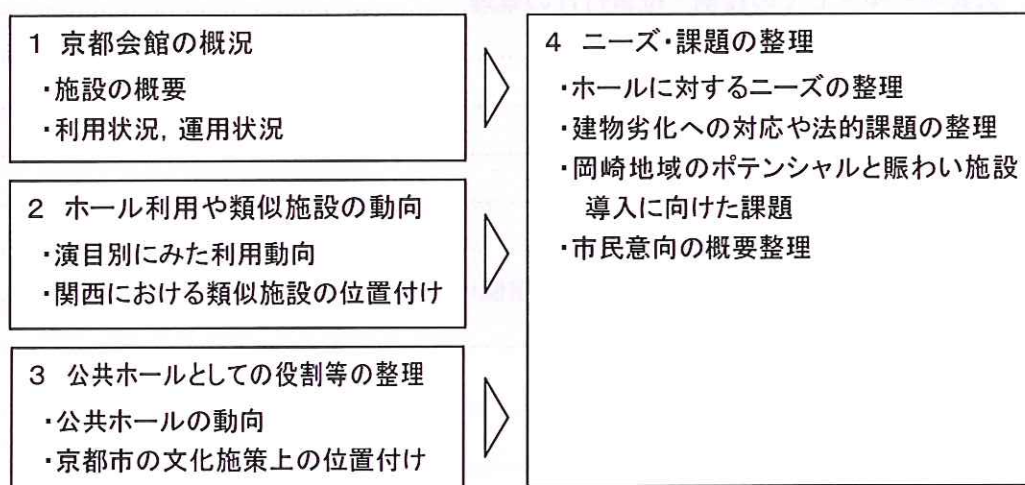 1 京都会館の概況
・施設の概要
・利用状況, 運用状況
2 ホール利用や類似施設の動向
・演目別にみた利用動向
・関西における類似施設の位置付け
3 公共ホールとしての役割等の整理
・公共ホールの動向
・京都市の文化施策上の位置付け
4 ニーズ・課題の整理
・ホールに対するニーズの整理
・建物劣化への対応や法的課題の整理
・岡崎地域のポテンシャルと賑わい施設
導入に向けた課題
・市民意向の概要整理